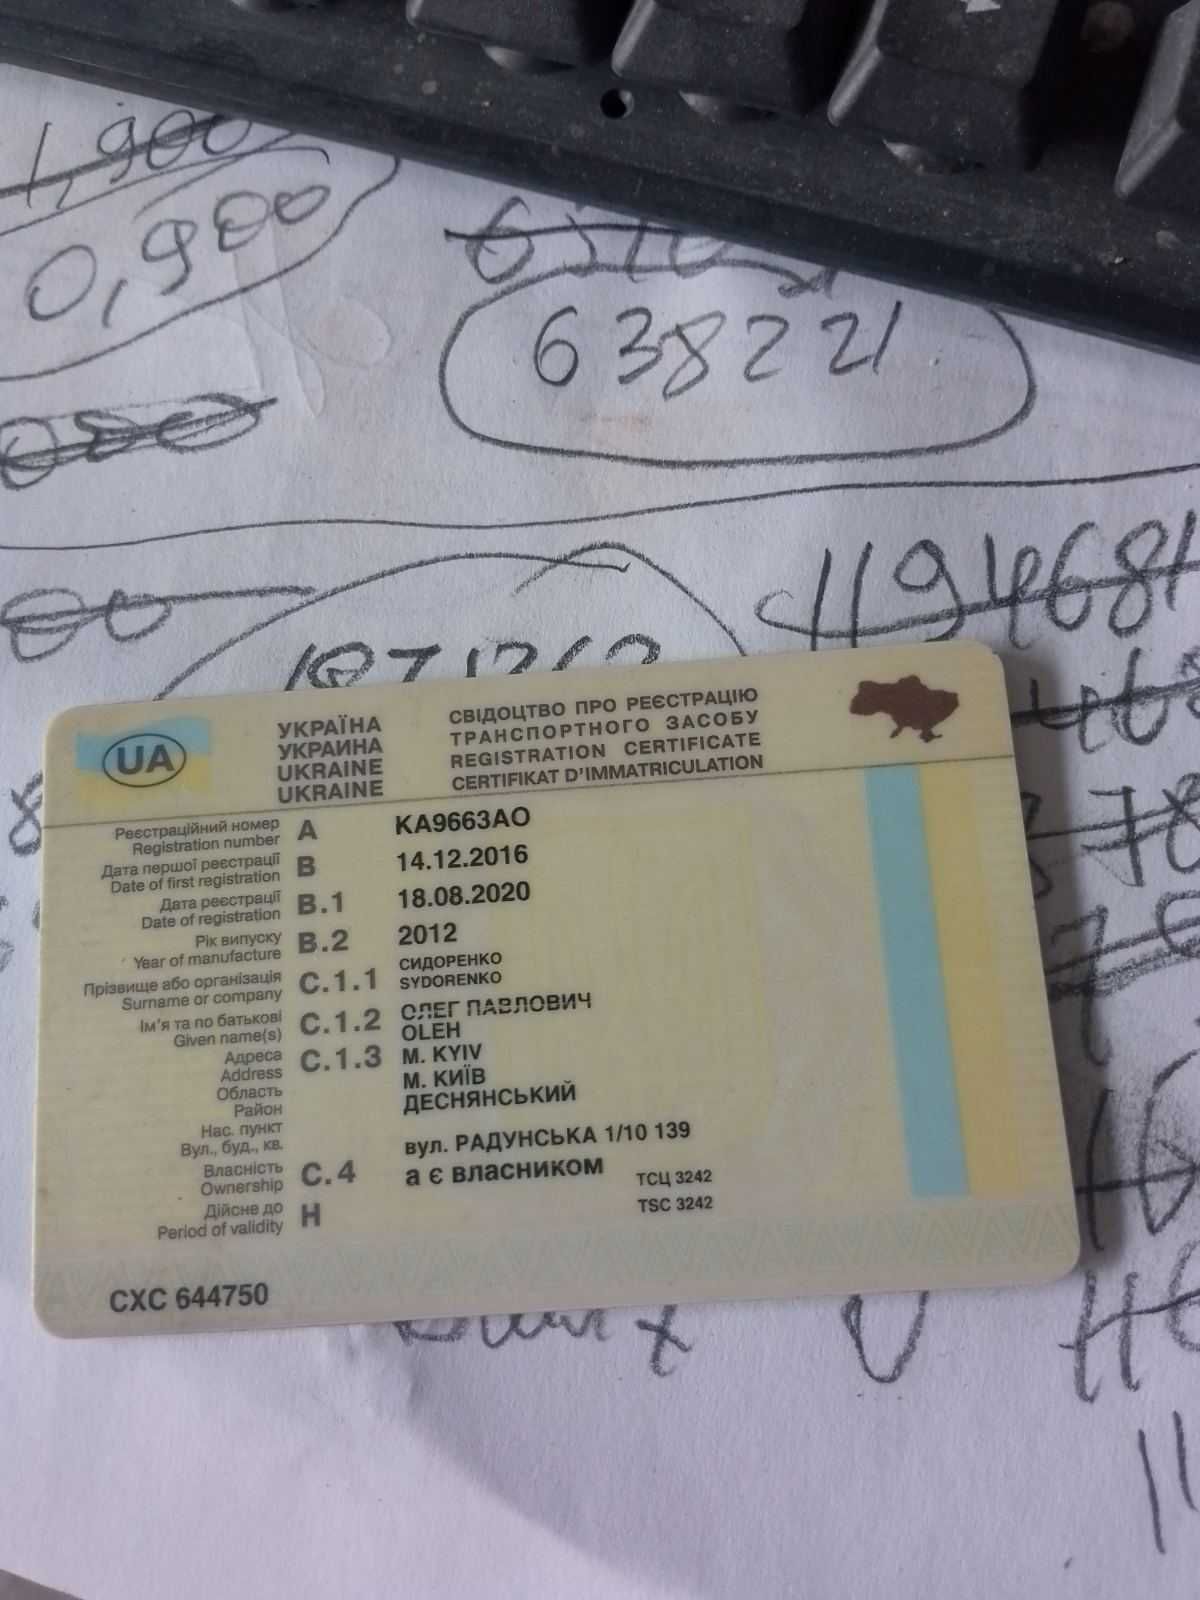 1,900
0,900
638221
1194681
УКРАЇНА
УКРАИНА
UKRAINE
UKRAINE
СВІДОЦТВО ПРО РЕЄСТРАЦІЮ
ТРАНСПОРТНОГО ЗАСОБУ
REGISTRATION CERTIFICATE
CERTIFIKAT D'IMMATRICULATION
UA
Реєстраційний номер A KA9663AO
Registration number
Дата першої реєстрації B 14.12.2016
Date of first registration
Дата реєстрації B.1 18.08.2020
Date of registration
Рік випуску B.2 2012
Year of manufacture
Прізвище або організація C.1.1 СИДОРЕНКО
Surname or company SYDORENKO
Ім'я та по батькові C.1.2 ОЛЕГ ПАВЛОВИЧ
Given name(s) OLEH
Адреса C.1.3 M. KYIV
Address
Область М. КИЇВ
Район ДЕСНЯНСЬКИЙ
Нас. пункт
Вул., буд., кв. вул. РАДУНСЬКА 1/10 139
Власність C.4 а є власником ТСЦ 3242
Ownership
Дійсне до H TSC 3242
Period of validity
CXC 644750